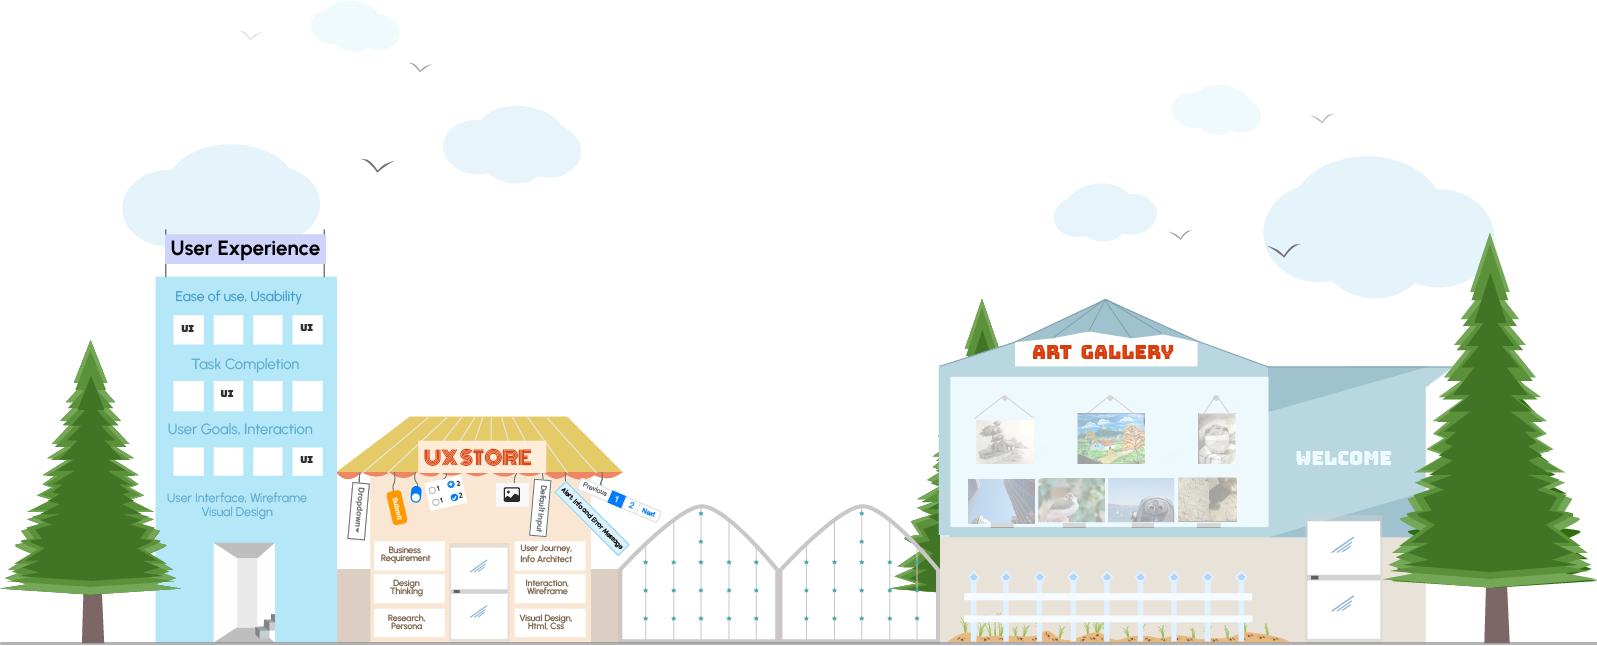 User Experience
Ease of use, Usability
UI
UI
Task Completion
UI
User Goals, Interaction
UI
User Interface, Wireframe
Visual Design
UX STORE
Dropdown
Submit
1
2
1
2
Default Input
Alert, Info and Error Message
Previous
1
2
Next
Business
Requirement
Design
Thinking
Research,
Persona
User Journey,
Info Architect
Interaction,
Wireframe
Visual Design,
Html, Css
ART GALLERY
WELCOME